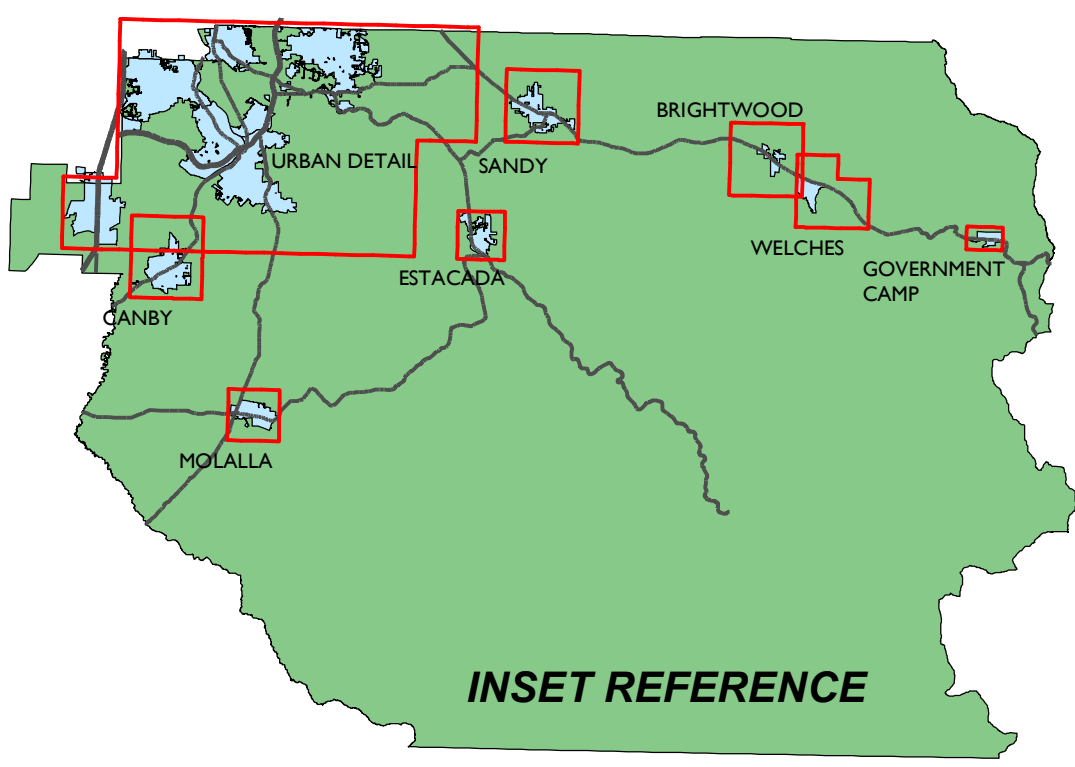 BRIGHTWOOD
URBAN DETAIL
SANDY
WELCHES
GOVERNMENT
CAMP
ESTACADA
CANBY
MOLALLA
INSET REFERENCE